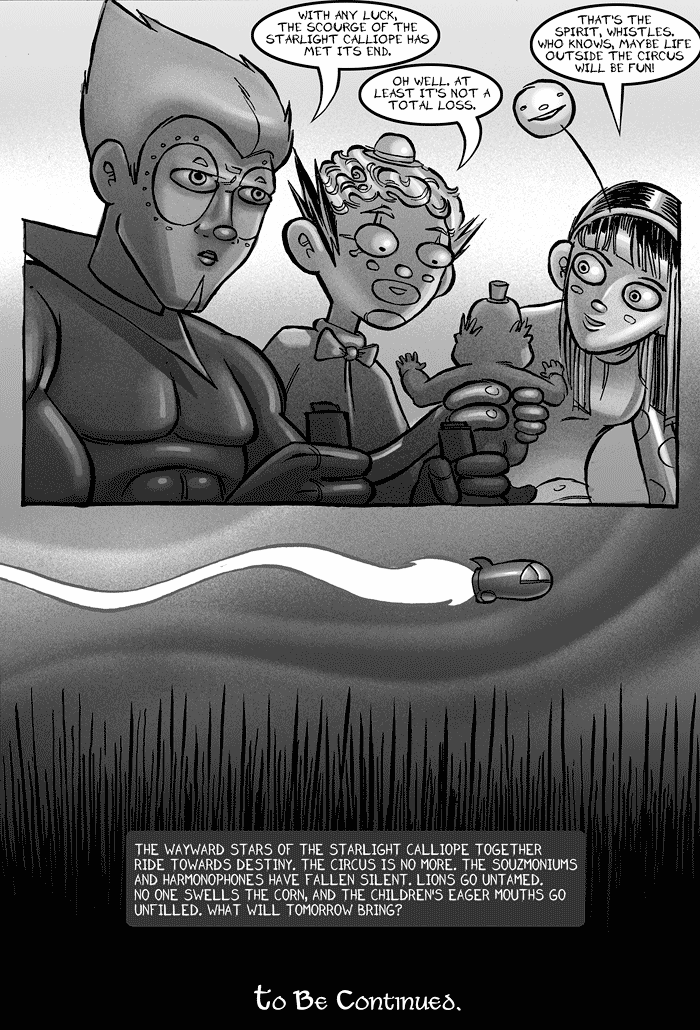 WITH ANY LUCK,
THE SCOURGE OF THE
STARLIGHT CALLIOPE HAS
MET ITS END.
OH WELL. AT
LEAST IT'S NOT A
TOTAL LOSS.
THAT'S THE
SPIRIT, WHISTLES.
WHO KNOWS, MAYBE LIFE
OUTSIDE THE CIRCUS
WILL BE FUN!
THE WAYWARD STARS OF THE STARLIGHT CALLIOPE TOGETHER
RIDE TOWARDS DESTINY. THE CIRCUS IS NO MORE. THE SOUZMONIUMS
AND HARMONOPHONES HAVE FALLEN SILENT. LIONS GO UNTAMED.
NO ONE SWELLS THE CORN, AND THE CHILDREN'S EAGER MOUTHS GO
UNFILLED. WHAT WILL TOMORROW BRING?
To Be Continued.